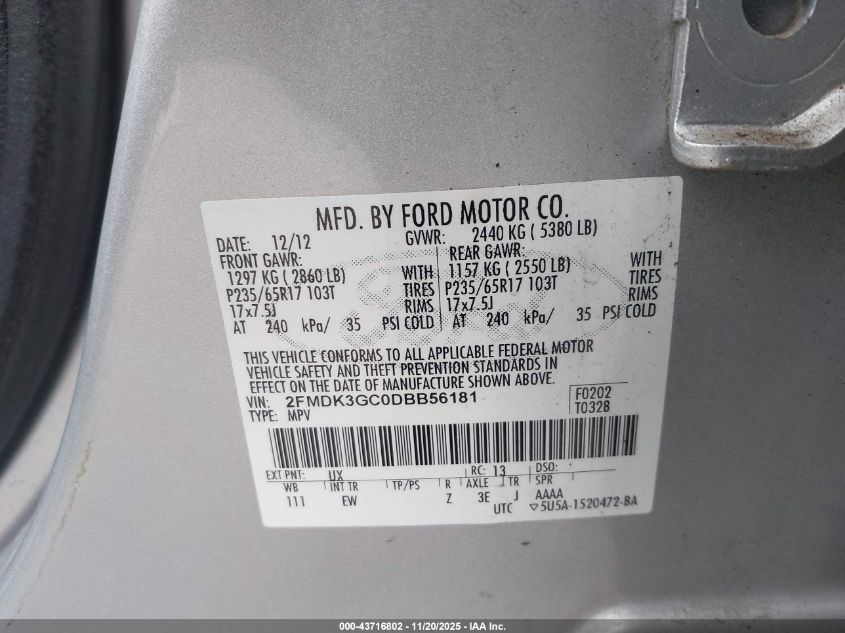 MFD. BY FORD MOTOR CO.
DATE: 12/12 GVWR: 2440 KG ( 5380 LB)
FRONT GAWR: REAR GAWR:
1297 KG ( 2860 LB) WITH 1157 KG ( 2550 LB) WITH
P235/65R17 103T TIRES P235/65R17 103T TIRES
17x7.5J RIMS 17x7.5J RIMS
AT 240 kPa/ 35 PSI COLD AT 240 kPa/ 35 PSI COLD
THIS VEHICLE CONFORMS TO ALL APPLICABLE FEDERAL MOTOR
VEHICLE SAFETY AND THEFT PREVENTION STANDARDS IN
EFFECT ON THE DATE OF MANUFACTURE SHOWN ABOVE.
VIN: 2FMDK3GC0DBB56181 F0202
TYPE: MPV T0328
EXT PNT: UX RC: 13 DSO:
WB INT TR TP/PS R AXLE TR SPR
111 EW Z 3E J AAAA
UTC ▽5U5A-1520472-BA
000-43716802 - 11/20/2025 - IAA Inc.